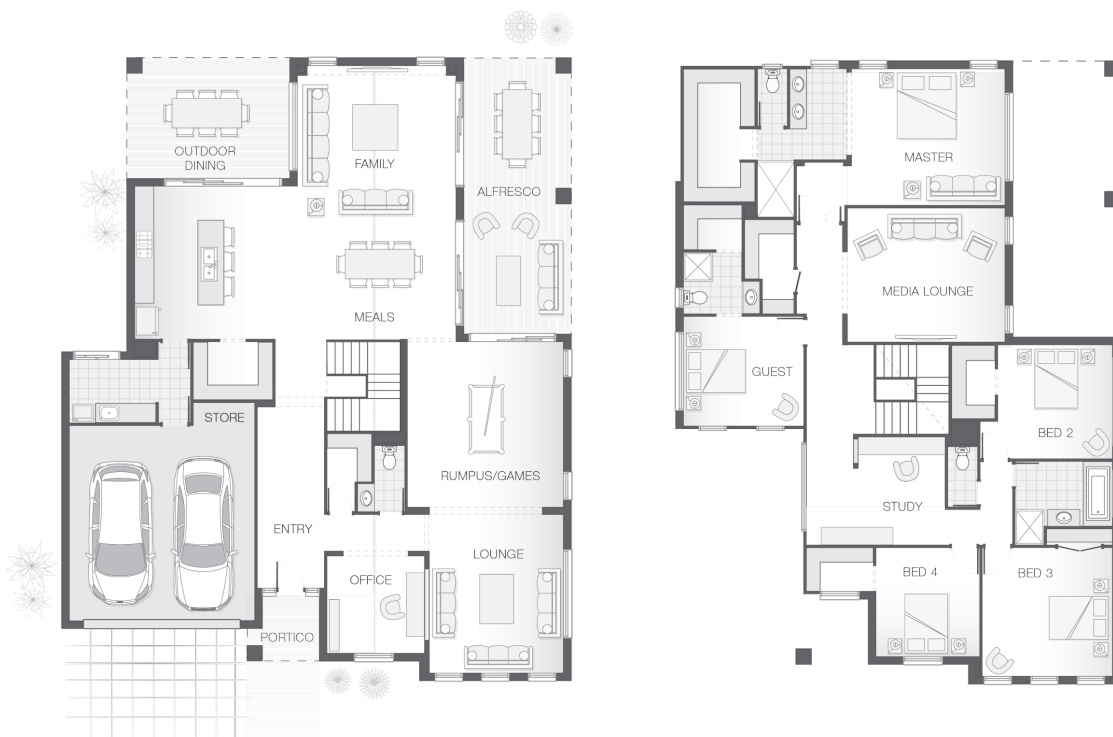 OUTDOOR
DINING
FAMILY
ALFRESCO
MEALS
STORE
RUMPUS/GAMES
ENTRY
LOUNGE
OFFICE
PORTICO
MASTER
MEDIA LOUNGE
GUEST
BED 2
STUDY
BED 4
BED 3